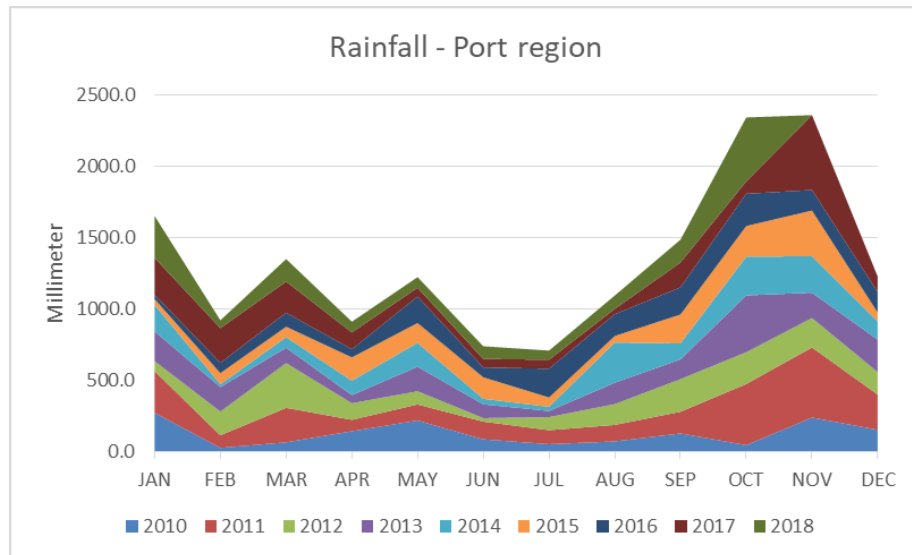 Rainfall - Port region
2500.0
2000.0
1500.0
1000.0
500.0
0.0
Millimeter
JAN FEB MAR APR MAY JUN JUL AUG SEP OCT NOV DEC
2010 2011 2012 2013 2014 2015 2016 2017 2018